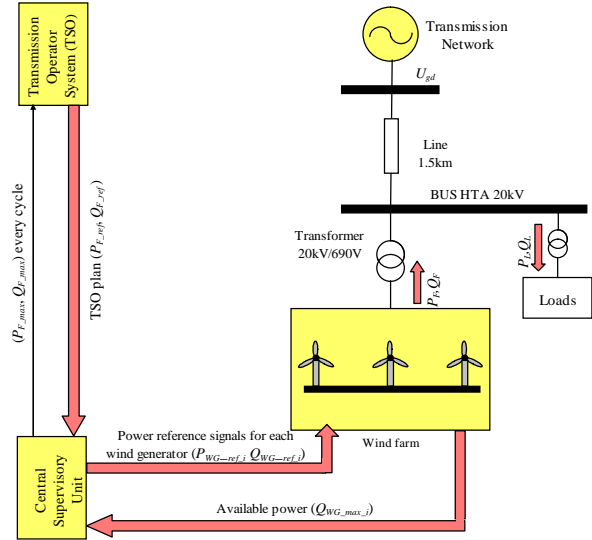 Transmission
Operator
System (TSO)
Transmission
Network
U_gd
Line
1.5km
BUS HTA 20kV
Transformer
20kV/690V
P_F, Q_F
P_L, Q_L
Loads
(P_F_max, Q_F_max) every cycle
TSO plan (P_F_ref, Q_F_ref)
Wind farm
Power reference signals for each
wind generator (P_WG—ref_i Q_WG—ref_i)
Central
Supervisory
Unit
Available power (Q_WG_max_i)